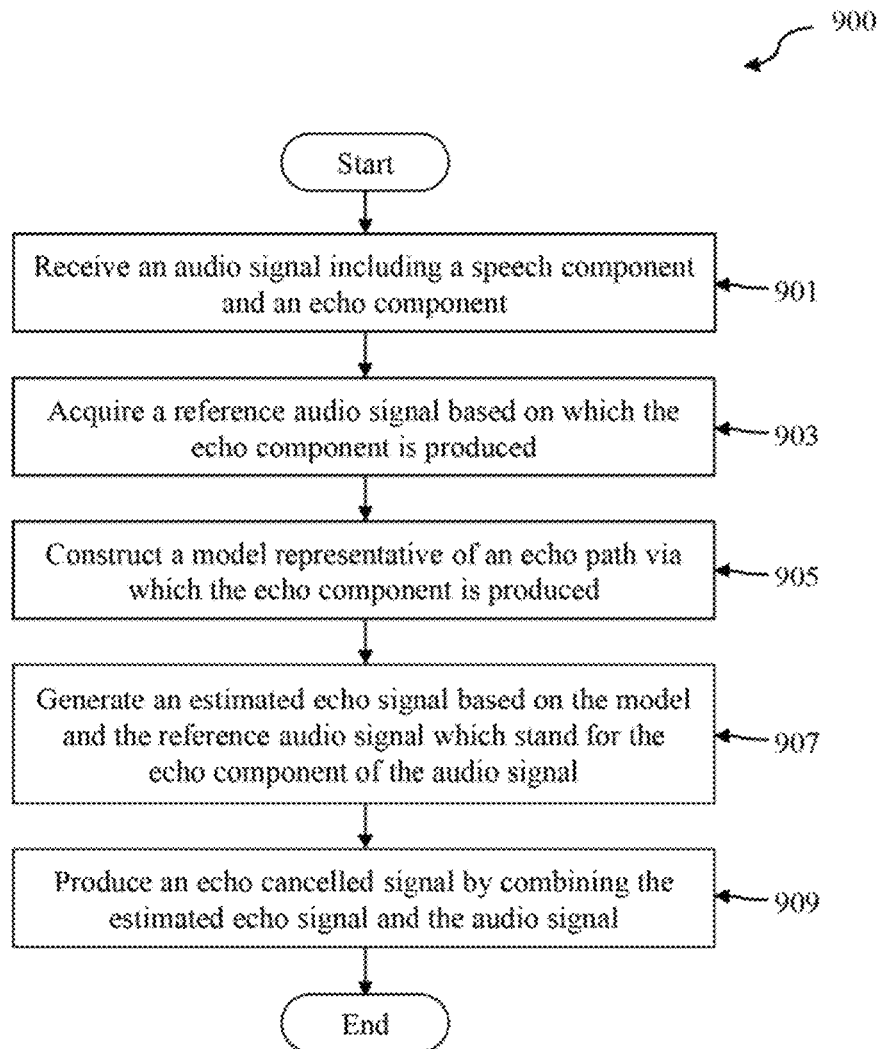 900
Start
Receive an audio signal including a speech component
and an echo component
901
Acquire a reference audio signal based on which the
echo component is produced
903
Construct a model representative of an echo path via
which the echo component is produced
905
Generate an estimated echo signal based on the model
and the reference audio signal which stand for the
echo component of the audio signal
907
Produce an echo cancelled signal by combining the
estimated echo signal and the audio signal
909
End